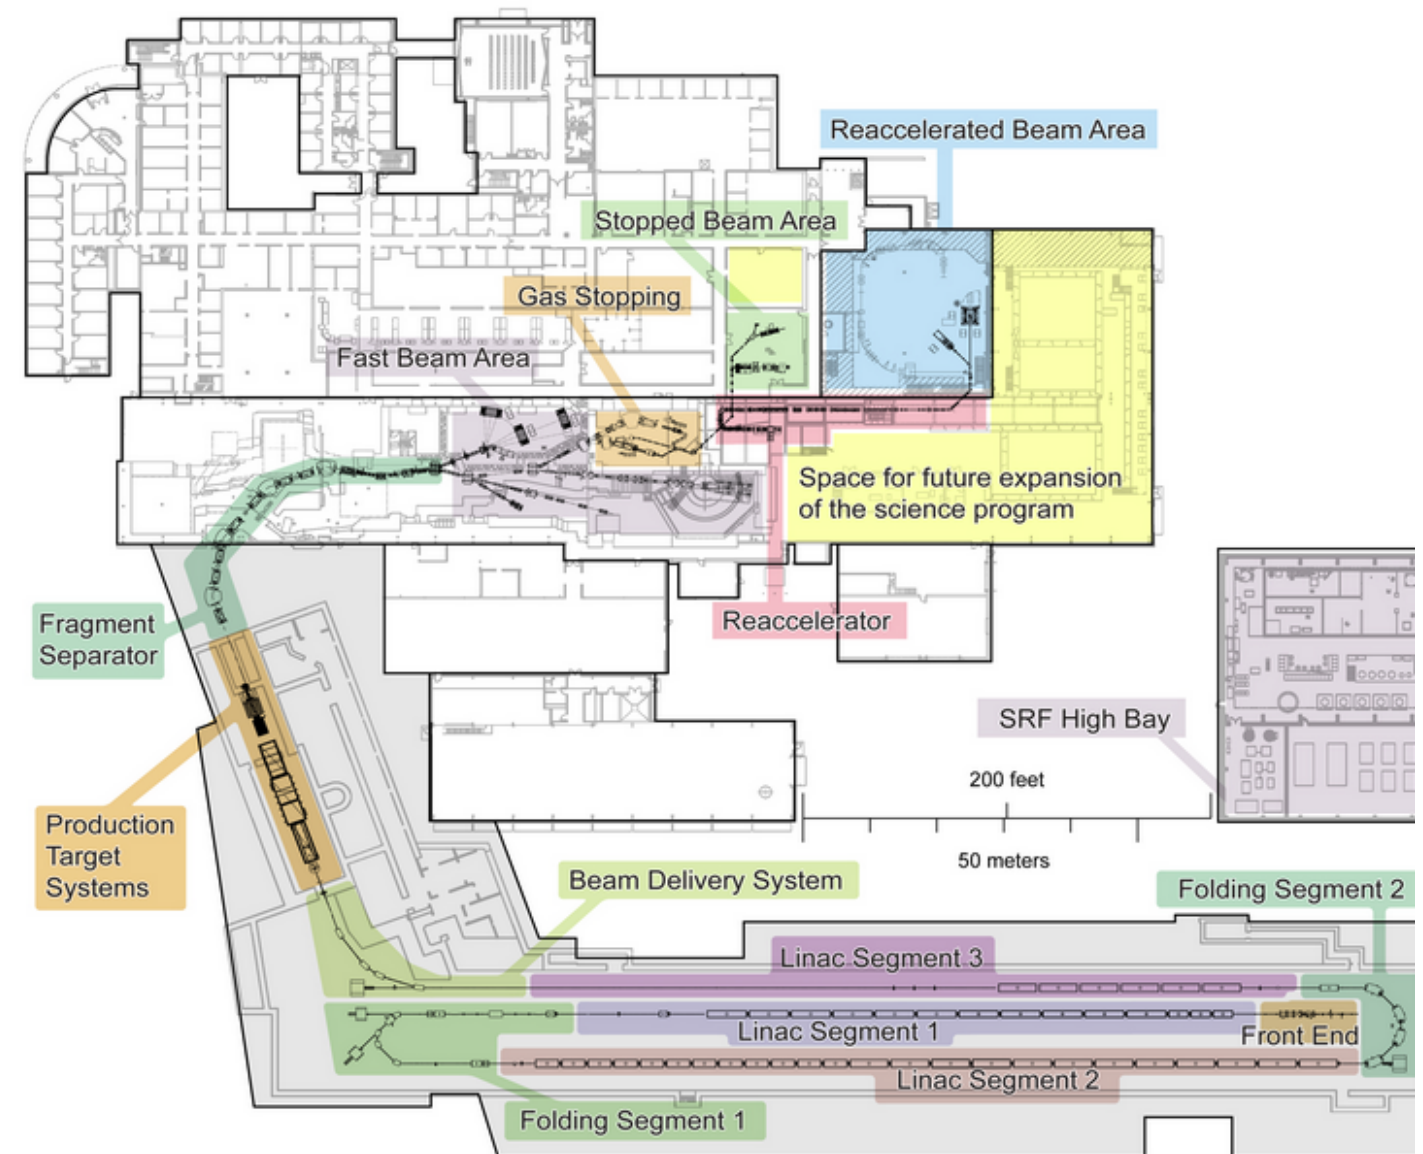 Reaccelerated Beam Area
Stopped Beam Area
Gas Stopping
Fast Beam Area
Space for future expansion
of the science program
Fragment
Separator
Reaccelerator
SRF High Bay
200 feet
50 meters
Production
Target
Systems
Beam Delivery System
Folding Segment 2
Linac Segment 3
Linac Segment 1
Front End
Linac Segment 2
Folding Segment 1